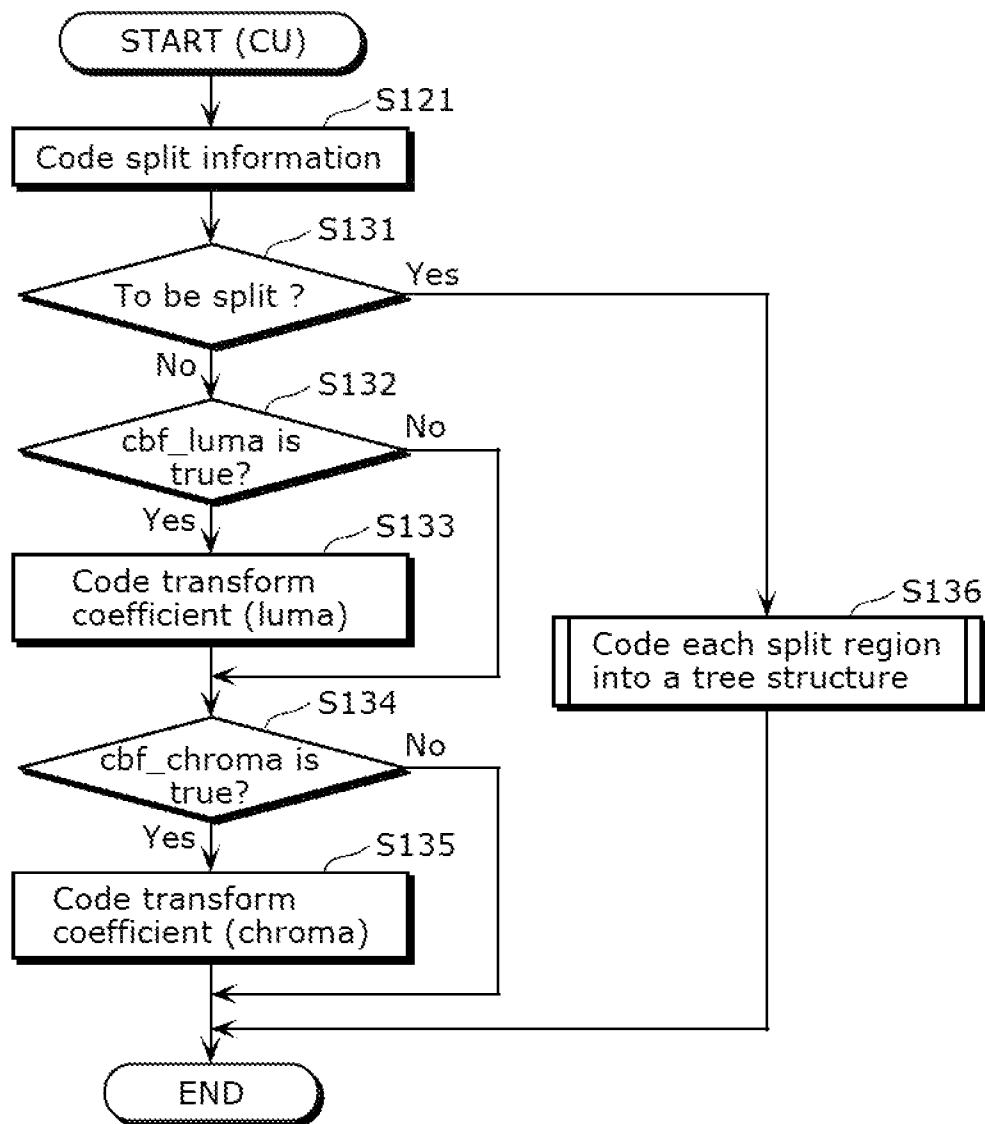 START (CU)
S121
Code split information
S131
To be split ?
Yes
No
S132
cbf_luma is
true?
No
Yes
S133
Code transform
coefficient (luma)
S136
Code each split region
into a tree structure
S134
cbf_chroma is
true?
No
Yes
S135
Code transform
coefficient (chroma)
END